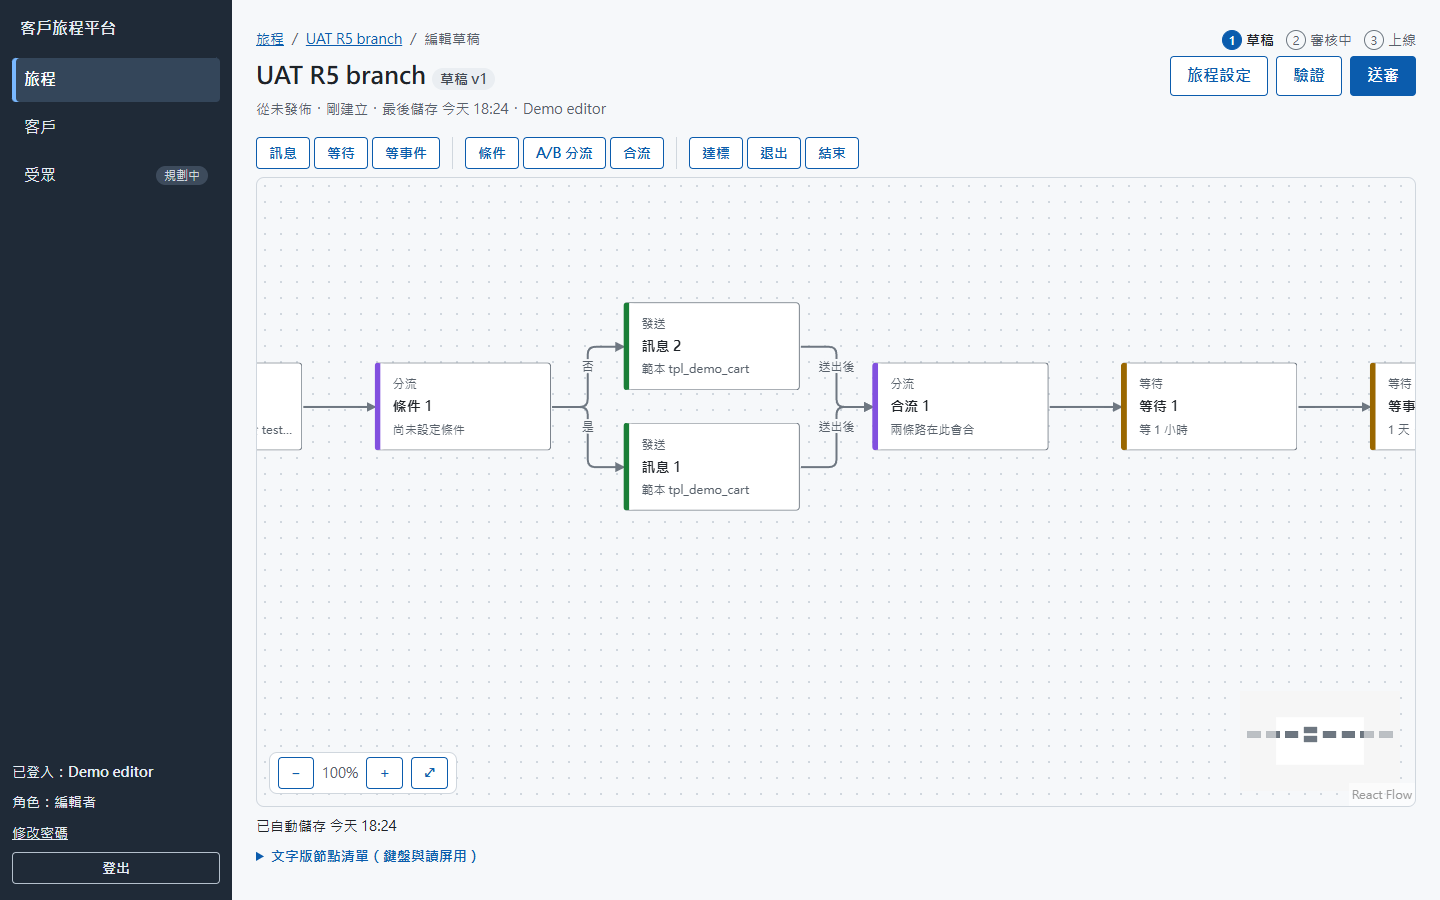 客戶旅程平台
旅程
客戶
受眾 規劃中
已登入：Demo editor
角色：編輯者
修改密碼
登出
旅程 / UAT R5 branch / 編輯草稿
1 草稿 2 審核中 3 上線
UAT R5 branch 草稿 v1
旅程設定 驗證 送審
從未發佈 · 剛建立 · 最後儲存 今天 18:24 · Demo editor
訊息 等待 等事件 條件 A/B 分流 合流 達標 退出 結束
test...
分流
條件 1
尚未設定條件
否
是
發送
訊息 2
範本 tpl_demo_cart
發送
訊息 1
範本 tpl_demo_cart
送出後
送出後
分流
合流 1
兩條路在此會合
等待
等待 1
等 1 小時
等待
等事
1 天
− 100% +
React Flow
已自動儲存 今天 18:24
文字版節點清單（鍵盤與讀屏用）